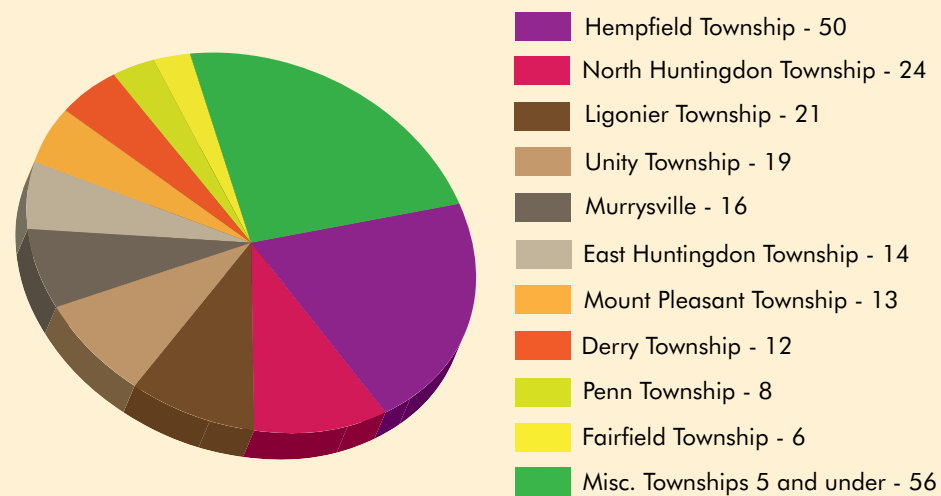 Hempfield Township - 50
North Huntingdon Township - 24
Ligonier Township - 21
Unity Township - 19
Murrysville - 16
East Huntingdon Township - 14
Mount Pleasant Township - 13
Derry Township - 12
Penn Township - 8
Fairfield Township - 6
Misc. Townships 5 and under - 56